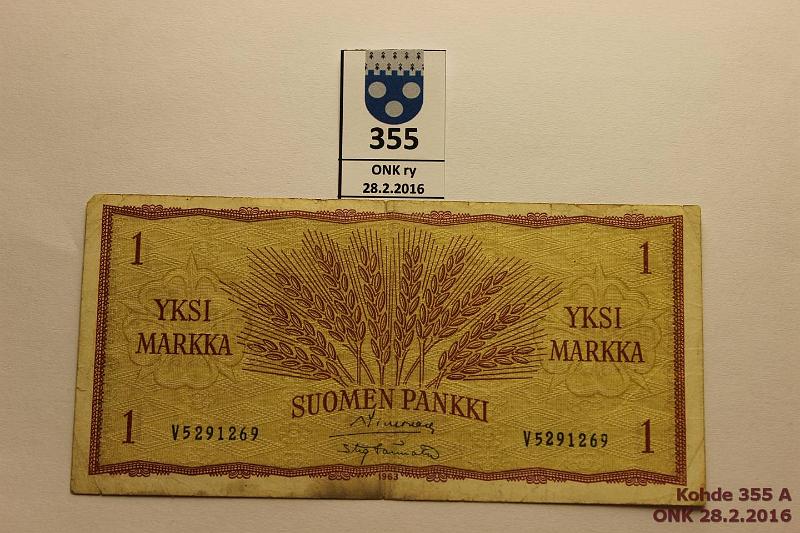 355
ONK ry
28.2.2016
1 1
YKSI MARKKA
YKSI MARKKA
SUOMEN PANKKI
1 1
V5291269 V5291269
1963
Kohde 355 A
ONK 28.2.2016